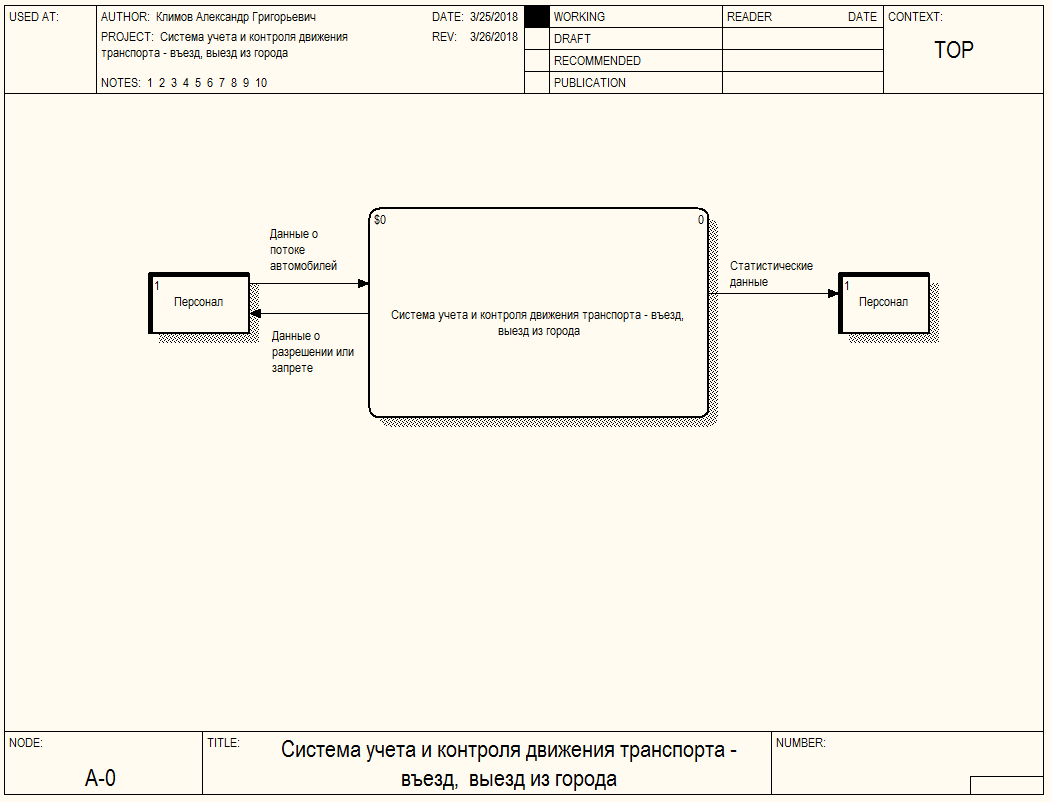 USED AT:
AUTHOR: Климов Александр Григорьевич
DATE: 3/25/2018
PROJECT: Система учета и контроля движения
транспорта - въезд, выезд из города
REV: 3/26/2018
NOTES: 1 2 3 4 5 6 7 8 9 10
WORKING
DRAFT
RECOMMENDED
PUBLICATION
READER DATE
CONTEXT:
TOP
Данные о
потоке
автомобилей
1
Персонал
Данные о
разрешении или
запрете
$0 0
Система учета и контроля движения транспорта - въезд,
выезд из города
Статистические
данные
1
Персонал
NODE:
A-0
TITLE:
Система учета и контроля движения транспорта -
въезд, выезд из города
NUMBER: